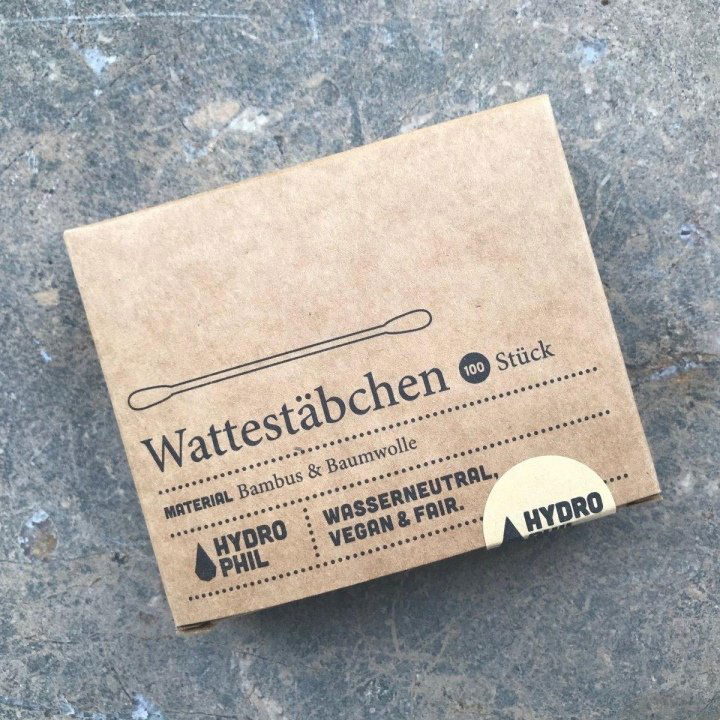 Wattestäbchen 100 Stück
MATERIAL Bambus & Baumwolle
HYDRO
PHIL
WASSERNEUTRAL,
VEGAN & FAIR.
HYDRO